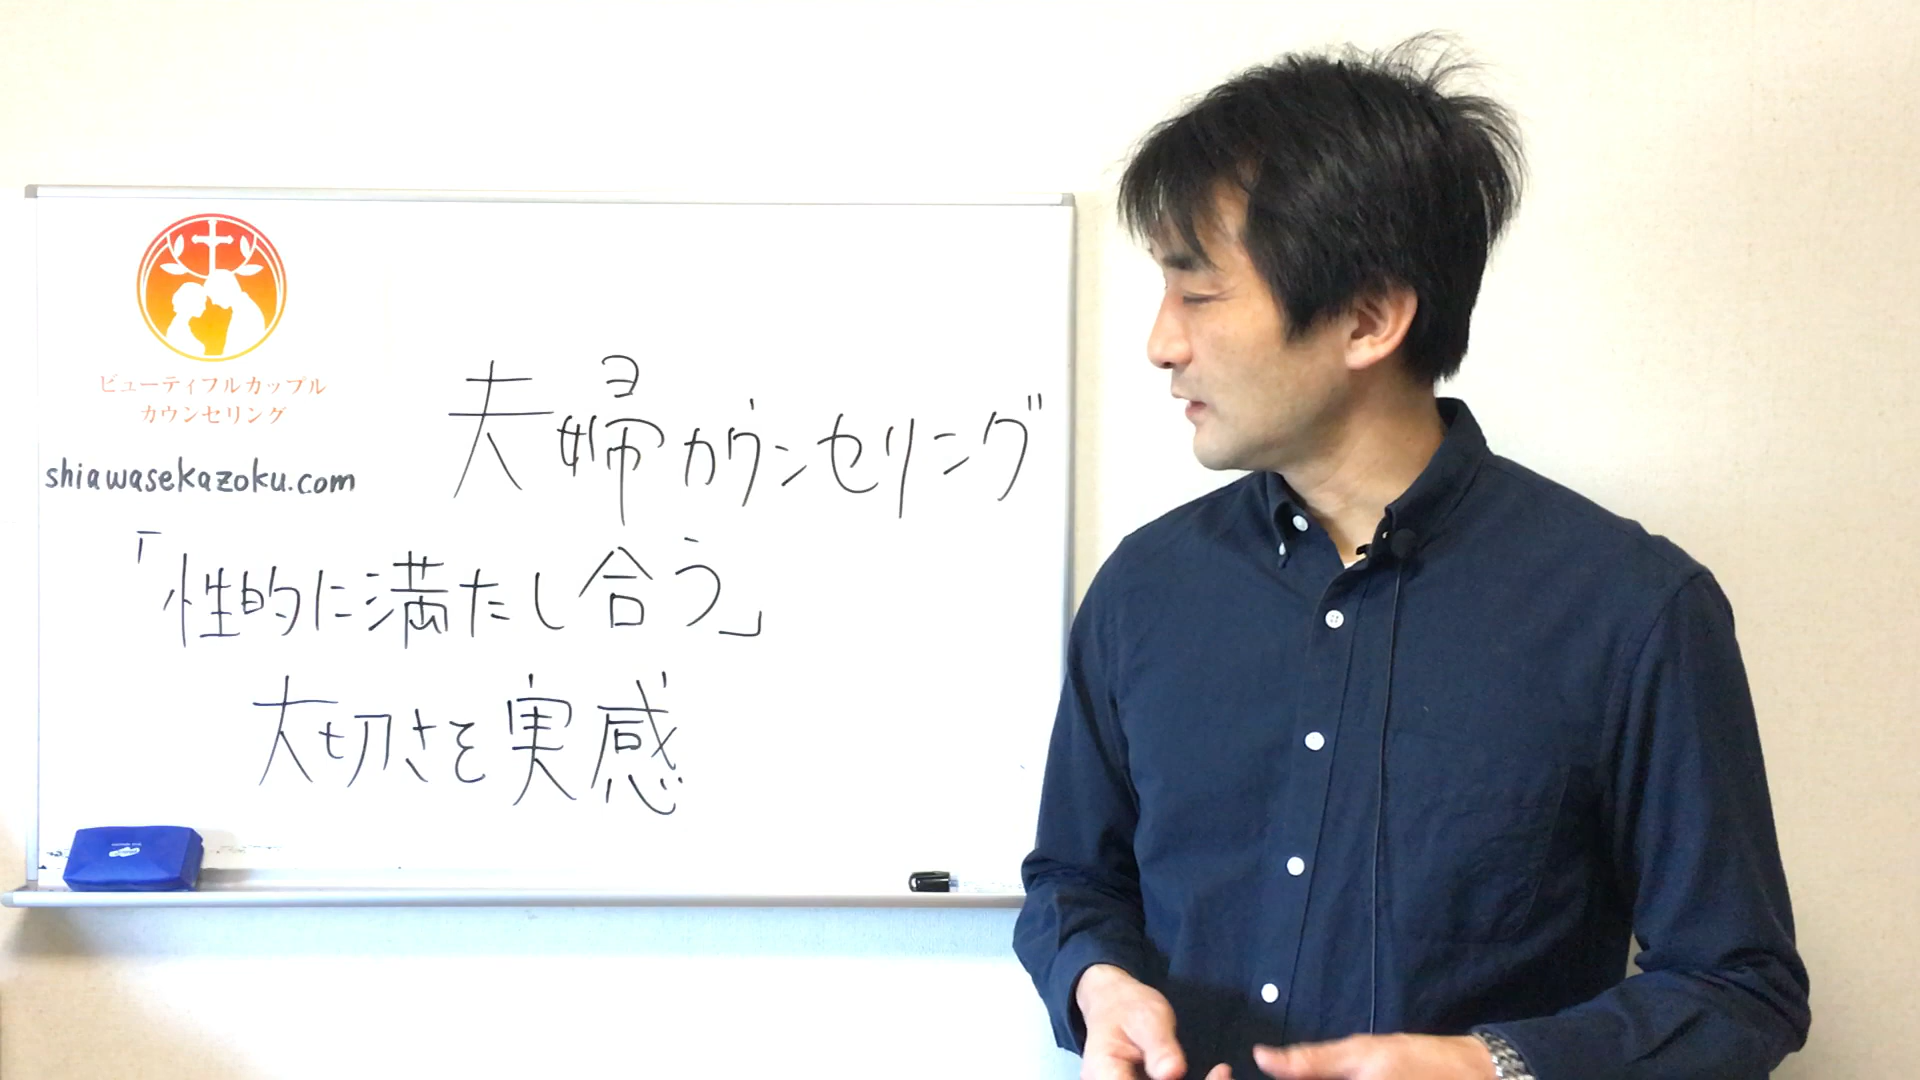 ビューティフルカップル
カウンセリング
shiawasekazoku.com
夫婦カウンセリング
「性的に満たし合う」
大切さを実感